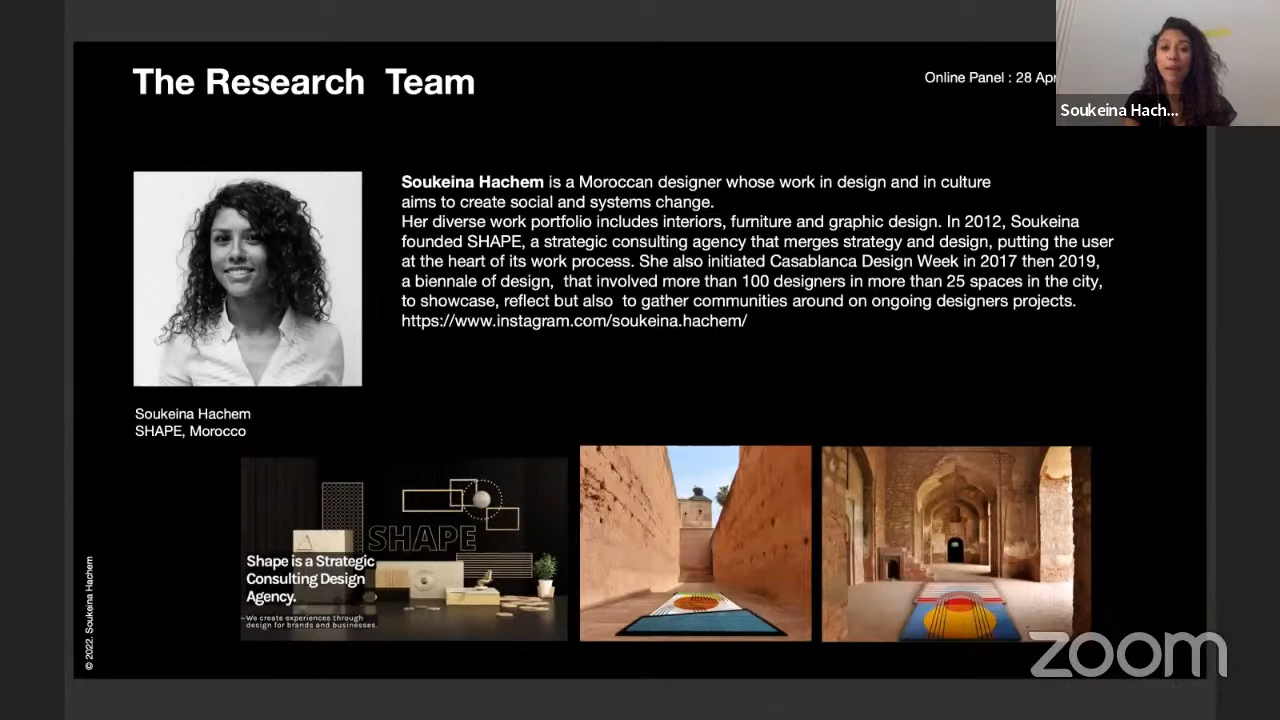 The Research Team
Online Panel : 28 Apr
Soukeina Hach...
Soukeina Hachem is a Moroccan designer whose work in design and in culture
aims to create social and systems change.
Her diverse work portfolio includes interiors, furniture and graphic design. In 2012, Soukeina
founded SHAPE, a strategic consulting agency that merges strategy and design, putting the user
at the heart of its work process. She also initiated Casablanca Design Week in 2017 then 2019,
a biennale of design, that involved more than 100 designers in more than 25 spaces in the city,
to showcase, reflect but also to gather communities around on ongoing designers projects.
https://www.instagram.com/soukeina.hachem/
Soukeina Hachem
SHAPE, Morocco
SHAPE
Shape is a Strategic
Consulting Design
Agency.
We create experiences through
design for brands and businesses.
© 2022. Soukeina Hachem
zoom